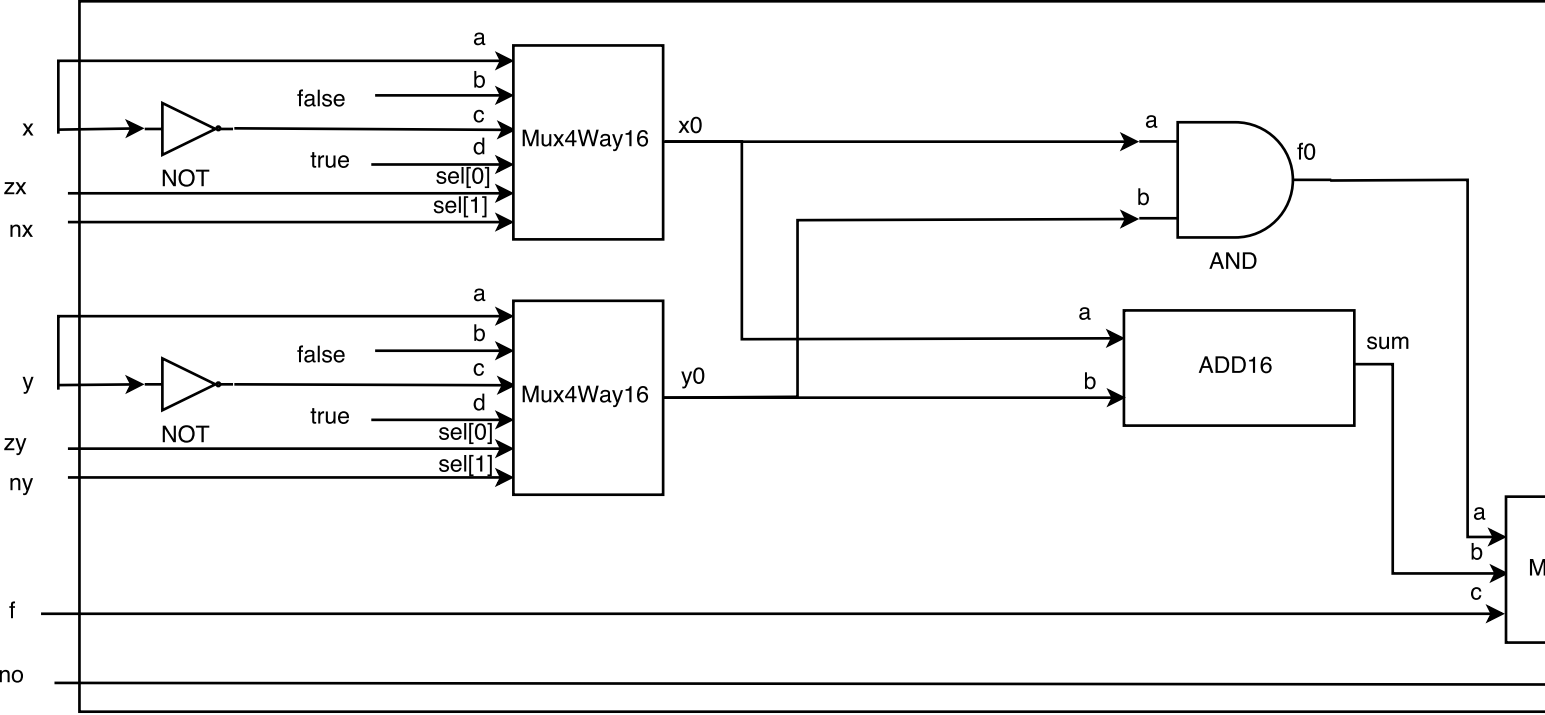 a
b
false
c
x
Mux4Way16
x0
a
f0
d
true
NOT
sel[0]
zx
sel[1]
nx
b
AND
a
b
false
c
y
Mux4Way16
y0
d
true
NOT
sel[0]
zy
sel[1]
ny
a
ADD16
sum
b
a
b
M
c
f
no